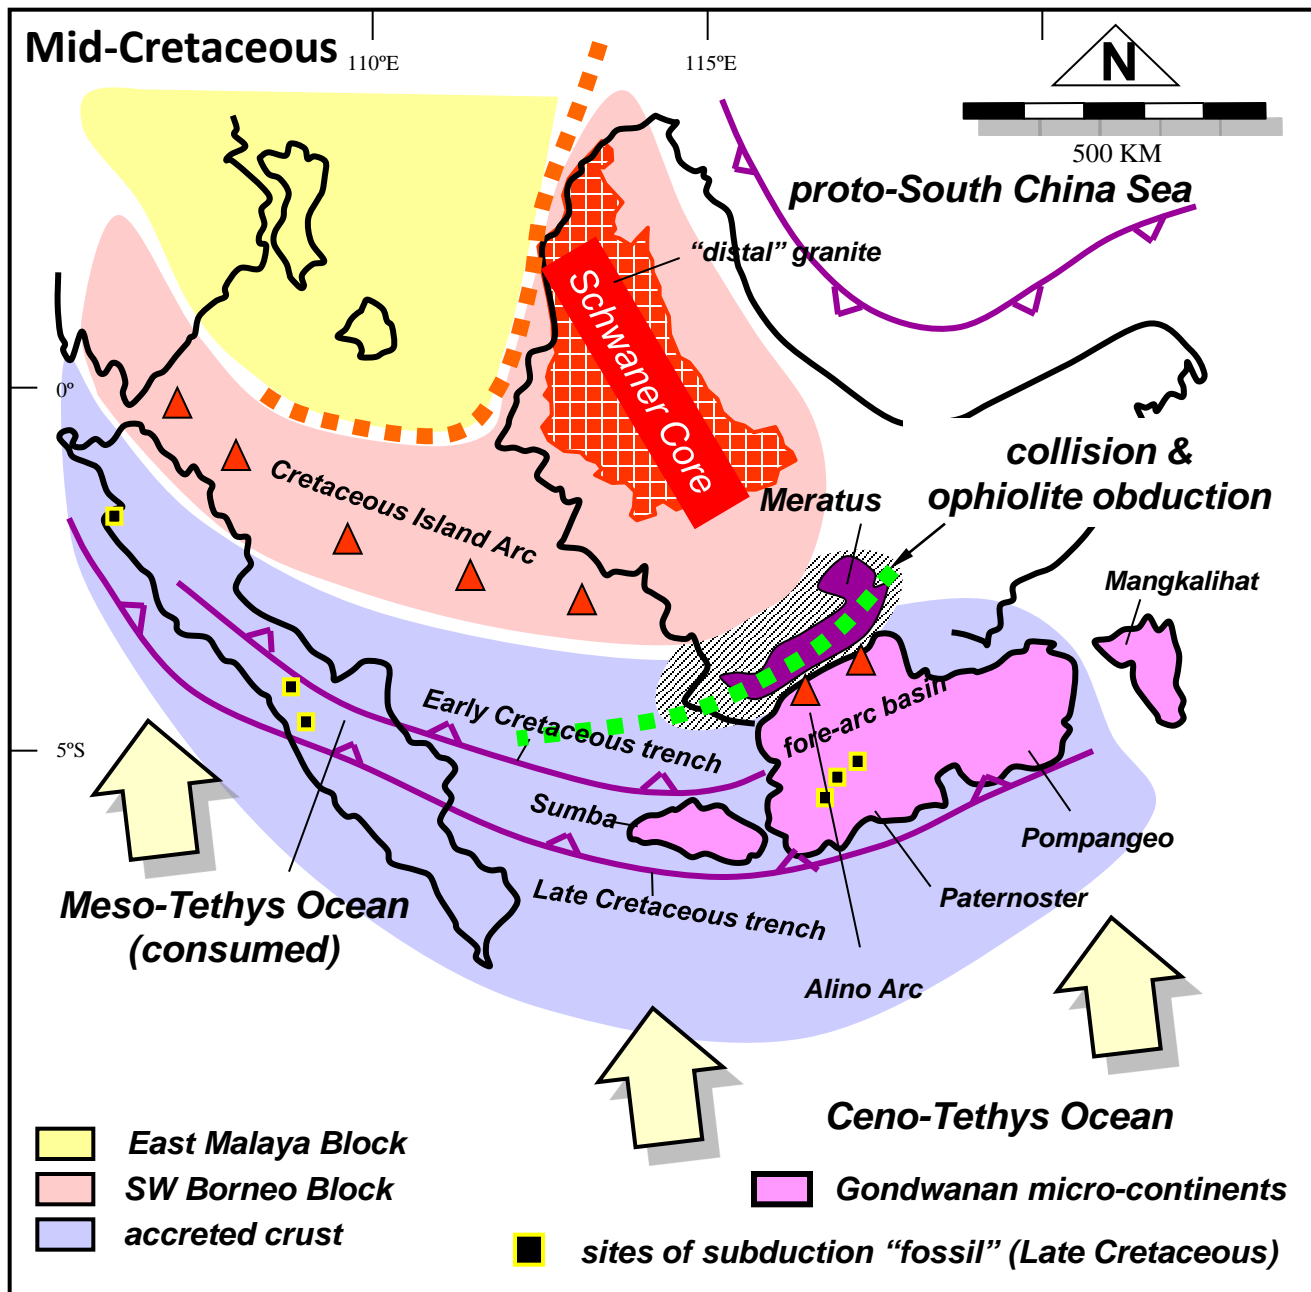 Mid-Cretaceous
110ºE
115ºE
N
500 KM
proto-South China Sea
“distal” granite
Schwaner Core
0º
collision &
ophiolite obduction
Meratus
Cretaceous Island Arc
Mangkalihat
fore-arc basin
Early Cretaceous trench
5ºS
Sumba
Pompangeo
Paternoster
Late Cretaceous trench
Meso-Tethys Ocean
(consumed)
Alino Arc
Ceno-Tethys Ocean
East Malaya Block
SW Borneo Block
accreted crust
Gondwanan micro-continents
sites of subduction “fossil” (Late Cretaceous)